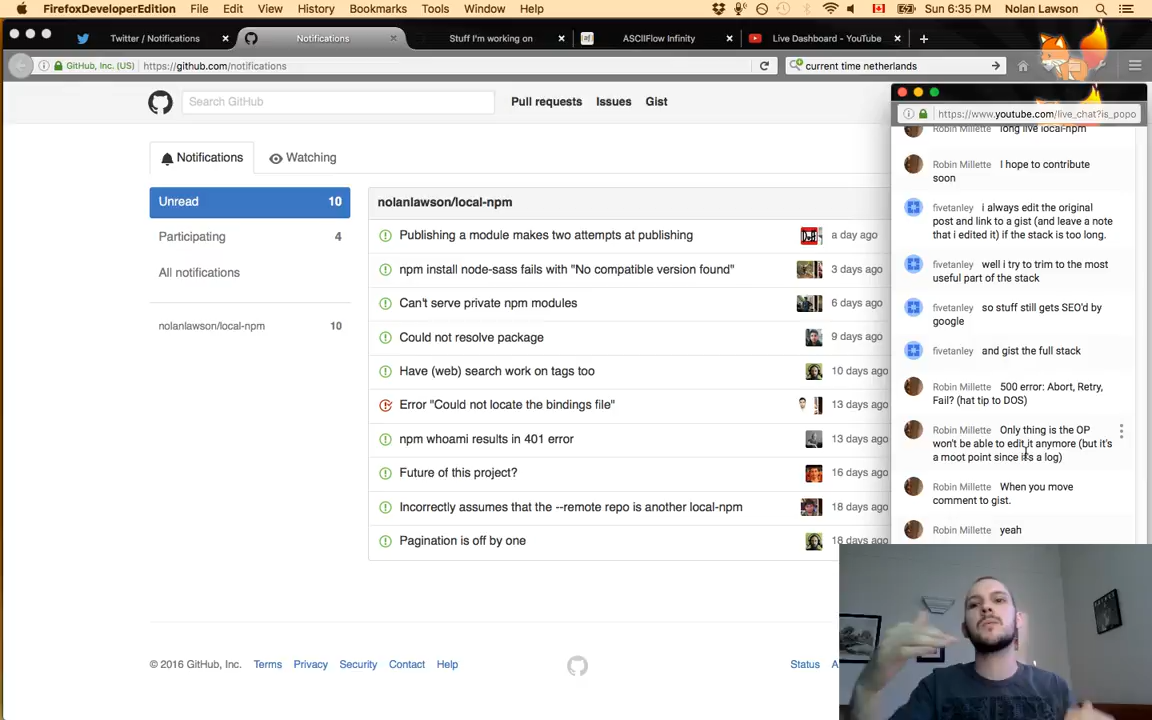 FirefoxDeveloperEdition File Edit View History Bookmarks Tools Window Help Sun 6:35 PM Nolan Lawson
Twitter / Notifications Notifications Stuff I'm working on ASCIIFlow Infinity Live Dashboard - YouTube
GitHub, Inc. (US) https://github.com/notifications current time netherlands
Search GitHub Pull requests Issues Gist
Notifications Watching
Unread 10
Participating 4
All notifications
nolanlawson/local-npm 10
nolanlawson/local-npm
Publishing a module makes two attempts at publishing a day ago
npm install node-sass fails with "No compatible version found" 3 days ago
Can't serve private npm modules 6 days ago
Could not resolve package 9 days ago
Have (web) search work on tags too 10 days ago
Error "Could not locate the bindings file" 13 days ago
npm whoami results in 401 error 13 days ago
Future of this project? 16 days ago
Incorrectly assumes that the --remote repo is another local-npm 18 days ago
Pagination is off by one 18 days ago
© 2016 GitHub, Inc. Terms Privacy Security Contact Help Status
https://www.youtube.com/live_chat?is_popo
Robin Millette long live local-npm
Robin Millette I hope to contribute
soon
fivetanley i always edit the original
post and link to a gist (and leave a note
that i edited it) if the stack is too long.
fivetanley well i try to trim to the most
useful part of the stack
fivetanley so stuff still gets SEO'd by
google
fivetanley and gist the full stack
Robin Millette 500 error: Abort, Retry,
Fail? (hat tip to DOS)
Robin Millette Only thing is the OP
won't be able to edit it anymore (but it's
a moot point since it's a log)
Robin Millette When you move
comment to gist.
Robin Millette yeah